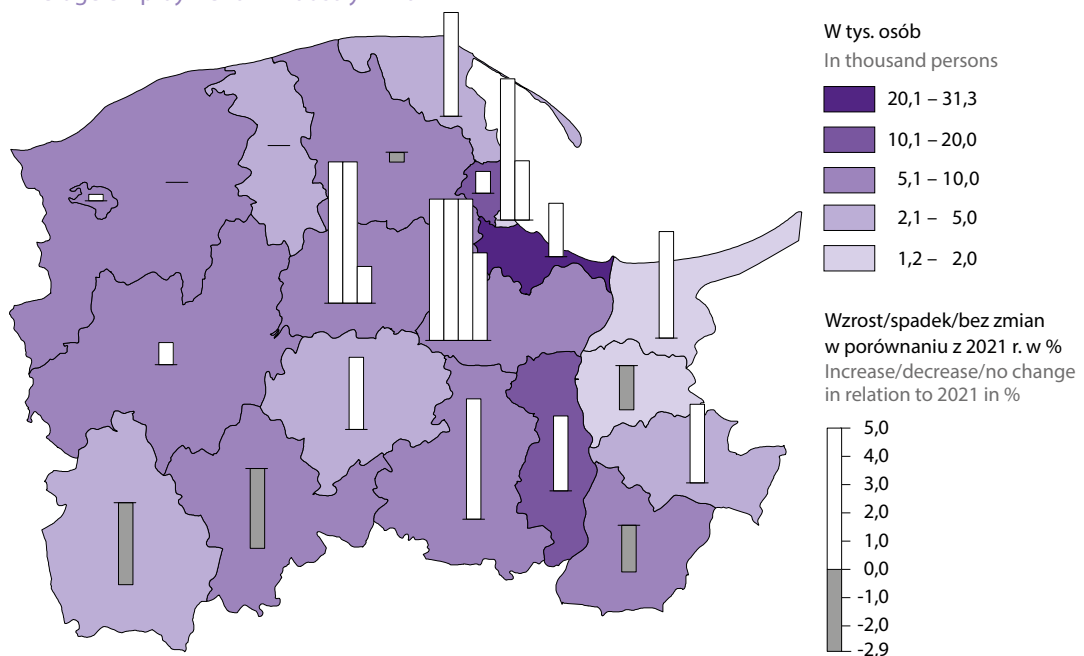 W tys. osób
In thousand persons
20,1 – 31,3
10,1 – 20,0
5,1 – 10,0
2,1 – 5,0
1,2 – 2,0
Wzrost/spadek/bez zmian
w porównaniu z 2021 r. w %
Increase/decrease/no change
in relation to 2021 in %
5,0
4,0
3,0
2,0
1,0
0,0
-1,0
-2,0
-2,9